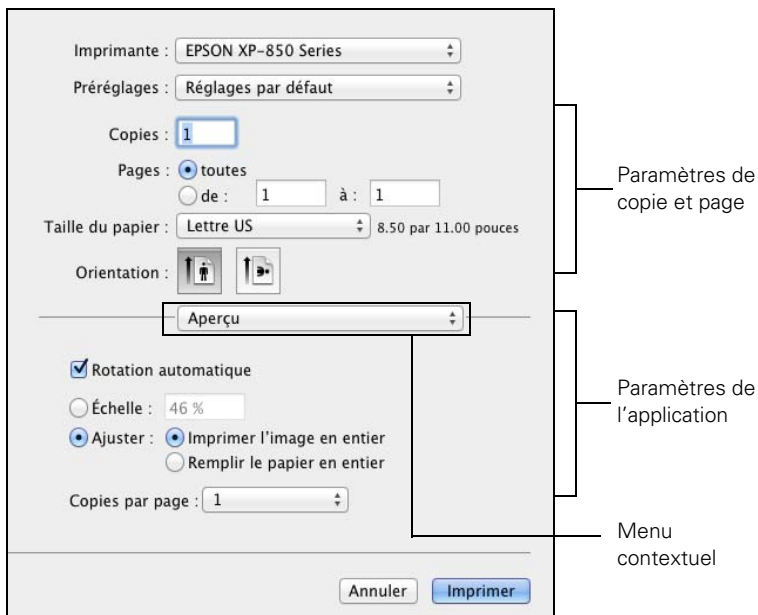 Imprimante : EPSON XP-850 Series
Préréglages : Réglages par défaut
Copies : 1
Pages : toutes
de : 1 à : 1
Taille du papier : Lettre US 8.50 par 11.00 pouces
Orientation :
Aperçu
Rotation automatique
Échelle : 46 %
Ajuster : Imprimer l'image en entier
Remplir le papier en entier
Copies par page : 1
Annuler Imprimer
Paramètres de
copie et page
Paramètres de
l'application
Menu
contextuel